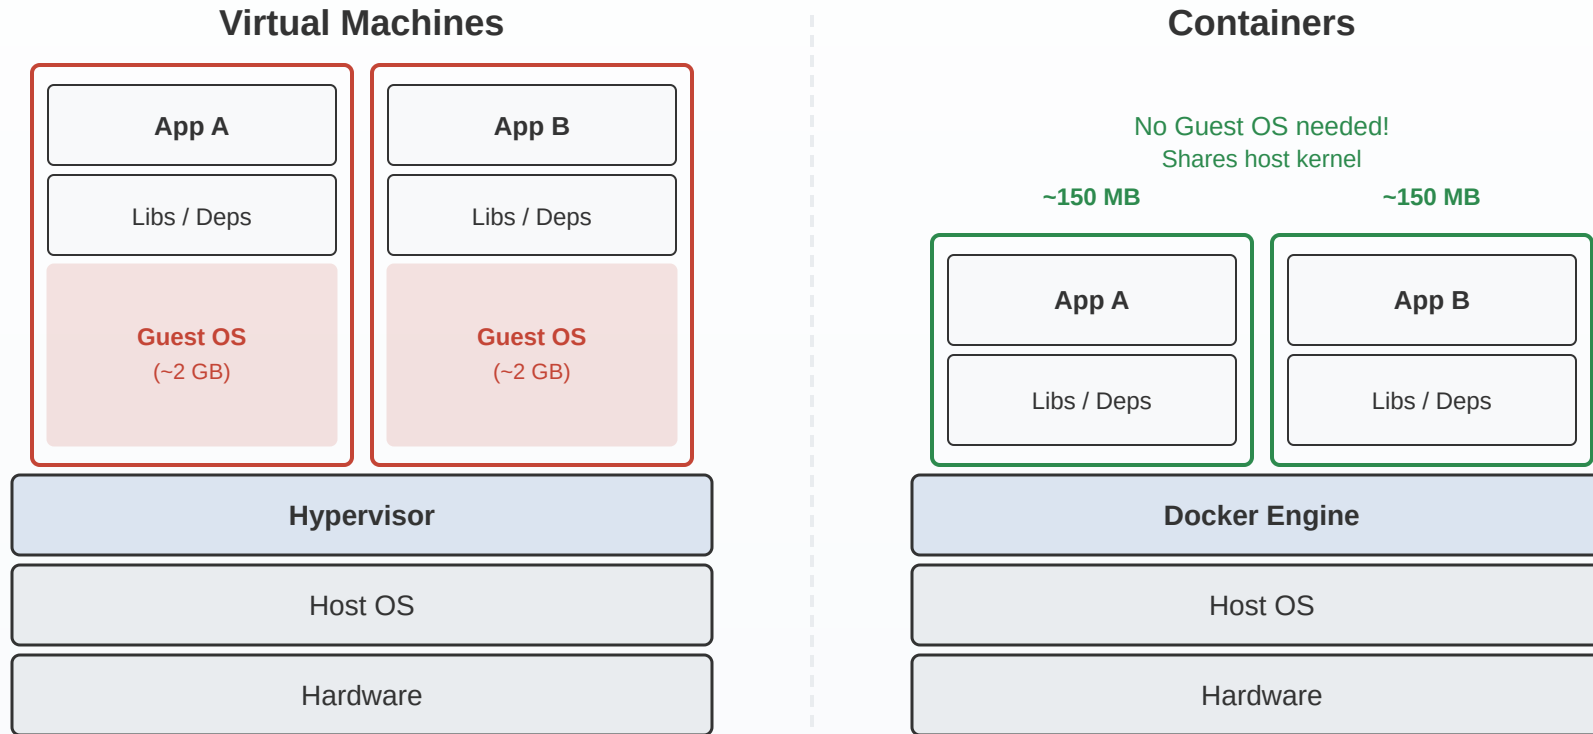 Virtual Machines
App A
Libs / Deps
Guest OS
(~2 GB)
App B
Libs / Deps
Guest OS
(~2 GB)
Hypervisor
Host OS
Hardware
Containers
No Guest OS needed!
Shares host kernel
~150 MB
~150 MB
App A
Libs / Deps
App B
Libs / Deps
Docker Engine
Host OS
Hardware